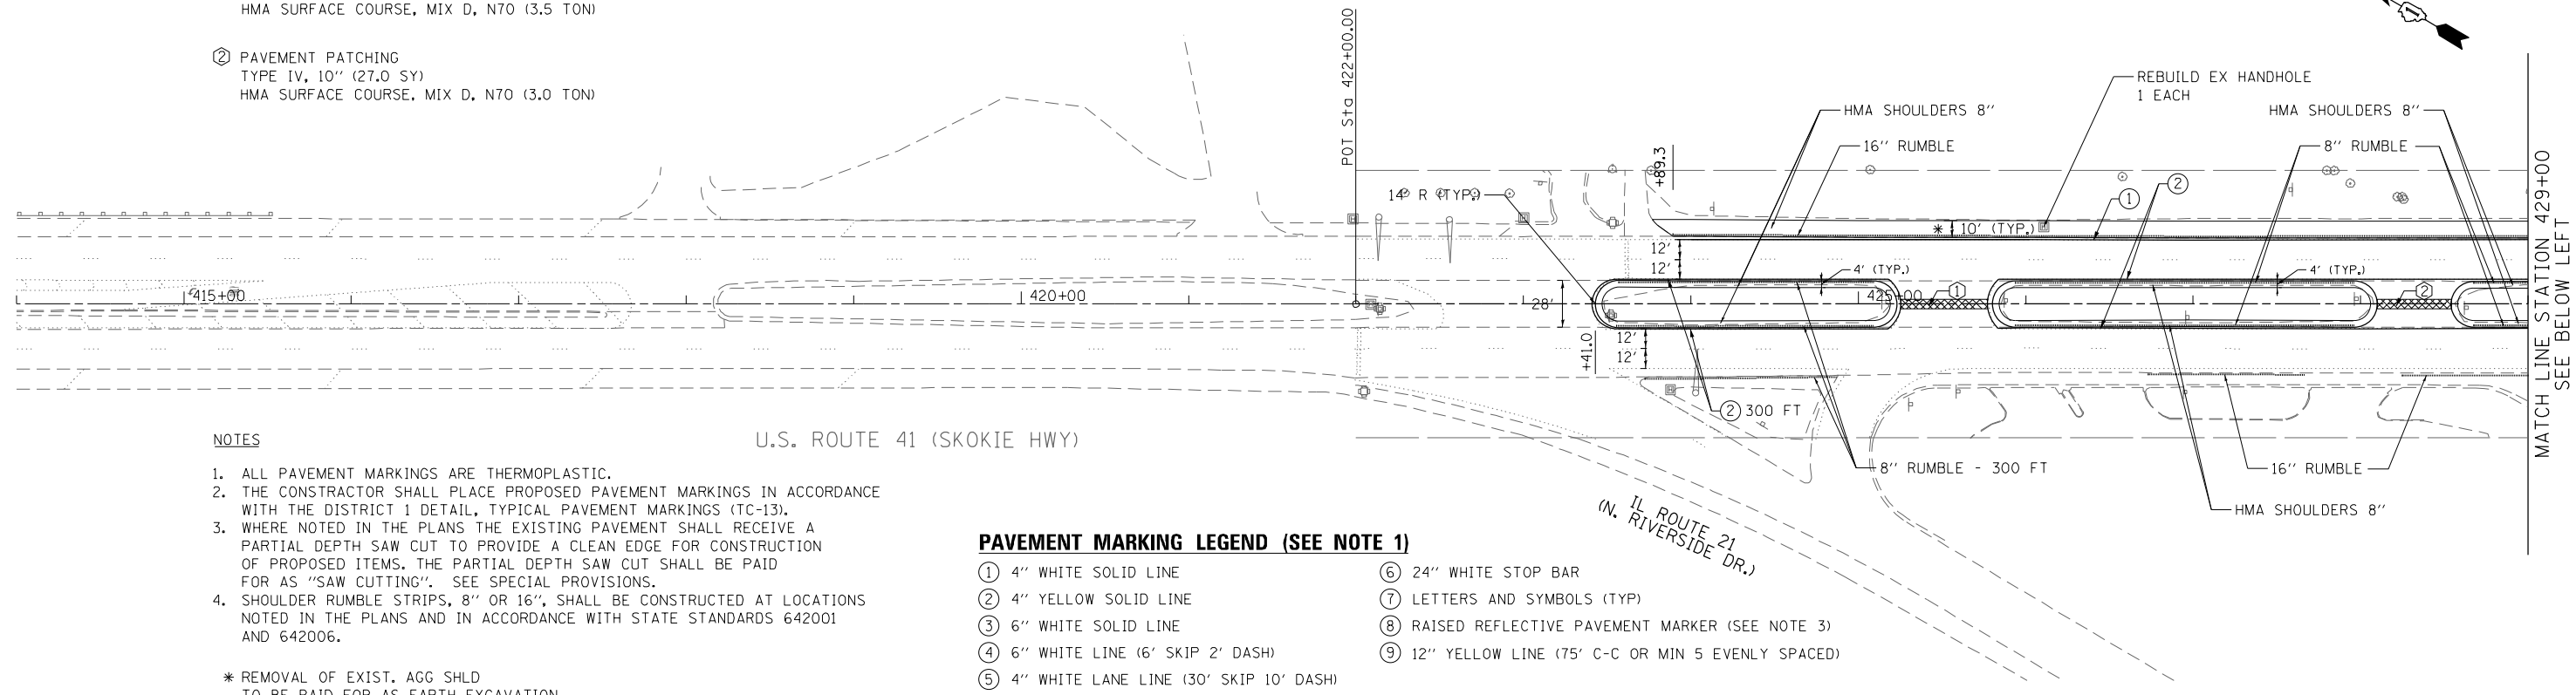 HMA SURFACE COURSE, MIX D, N70 (3.5 TON)
2 PAVEMENT PATCHING
TYPE IV, 10" (27.0 SY)
HMA SURFACE COURSE, MIX D, N70 (3.0 TON)
POT Sta 422+00.00
REBUILD EX HANDHOLE
1 EACH
HMA SHOULDERS 8"
HMA SHOULDERS 8"
16" RUMBLE
8" RUMBLE
+89.3
14' R (TYP.)
2
1
* 10' (TYP.)
12'
12'
4' (TYP.)
4' (TYP.)
415+00
420+00
425+00
1
2
28'
+41.0
12'
12'
2 300 FT
8" RUMBLE - 300 FT
16" RUMBLE
HMA SHOULDERS 8"
MATCH LINE STATION 429+00
SEE BELOW LEFT
U.S. ROUTE 41 (SKOKIE HWY)
IL ROUTE 21
(N. RIVERSIDE DR.)
NOTES
1. ALL PAVEMENT MARKINGS ARE THERMOPLASTIC.
2. THE CONSTRACTOR SHALL PLACE PROPOSED PAVEMENT MARKINGS IN ACCORDANCE
WITH THE DISTRICT 1 DETAIL, TYPICAL PAVEMENT MARKINGS (TC-13).
3. WHERE NOTED IN THE PLANS THE EXISTING PAVEMENT SHALL RECEIVE A
PARTIAL DEPTH SAW CUT TO PROVIDE A CLEAN EDGE FOR CONSTRUCTION
OF PROPOSED ITEMS. THE PARTIAL DEPTH SAW CUT SHALL BE PAID
FOR AS "SAW CUTTING". SEE SPECIAL PROVISIONS.
4. SHOULDER RUMBLE STRIPS, 8" OR 16", SHALL BE CONSTRUCTED AT LOCATIONS
NOTED IN THE PLANS AND IN ACCORDANCE WITH STATE STANDARDS 642001
AND 642006.
* REMOVAL OF EXIST. AGG SHLD
TO BE PAID FOR AS EARTH EXCAVATION
PAVEMENT MARKING LEGEND (SEE NOTE 1)
1 4" WHITE SOLID LINE
2 4" YELLOW SOLID LINE
3 6" WHITE SOLID LINE
4 6" WHITE LINE (6' SKIP 2' DASH)
5 4" WHITE LANE LINE (30' SKIP 10' DASH)
6 24" WHITE STOP BAR
7 LETTERS AND SYMBOLS (TYP)
8 RAISED REFLECTIVE PAVEMENT MARKER (SEE NOTE 3)
9 12" YELLOW LINE (75' C-C OR MIN 5 EVENLY SPACED)